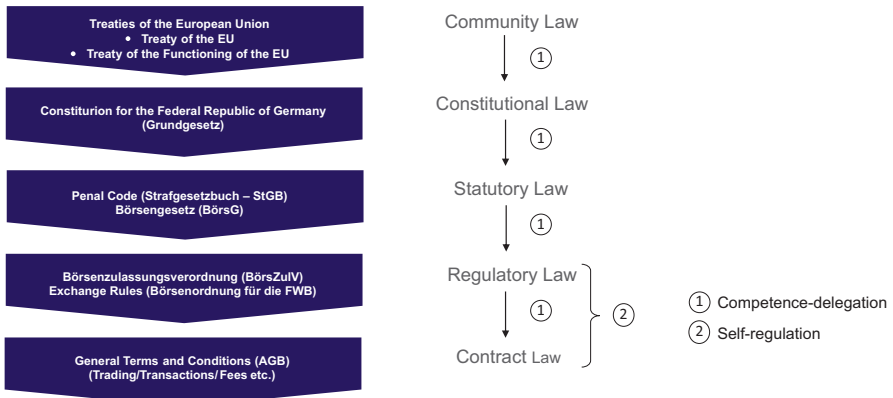 Treaties of the European Union
• Treaty of the EU
• Treaty of the Functioning of the EU
Community Law
1
Constiturion for the Federal Republic of Germany
(Grundgesetz)
Constitutional Law
1
Penal Code (Strafgesetzbuch – StGB)
Börsengesetz (BörsG)
Statutory Law
1
Börsenzulassungsverordnung (BörsZulV)
Exchange Rules (Börsenordnung für die FWB)
Regulatory Law
1
2
1 Competence-delegation
2 Self-regulation
General Terms and Conditions (AGB)
(Trading/Transactions/Fees etc.)
Contract Law